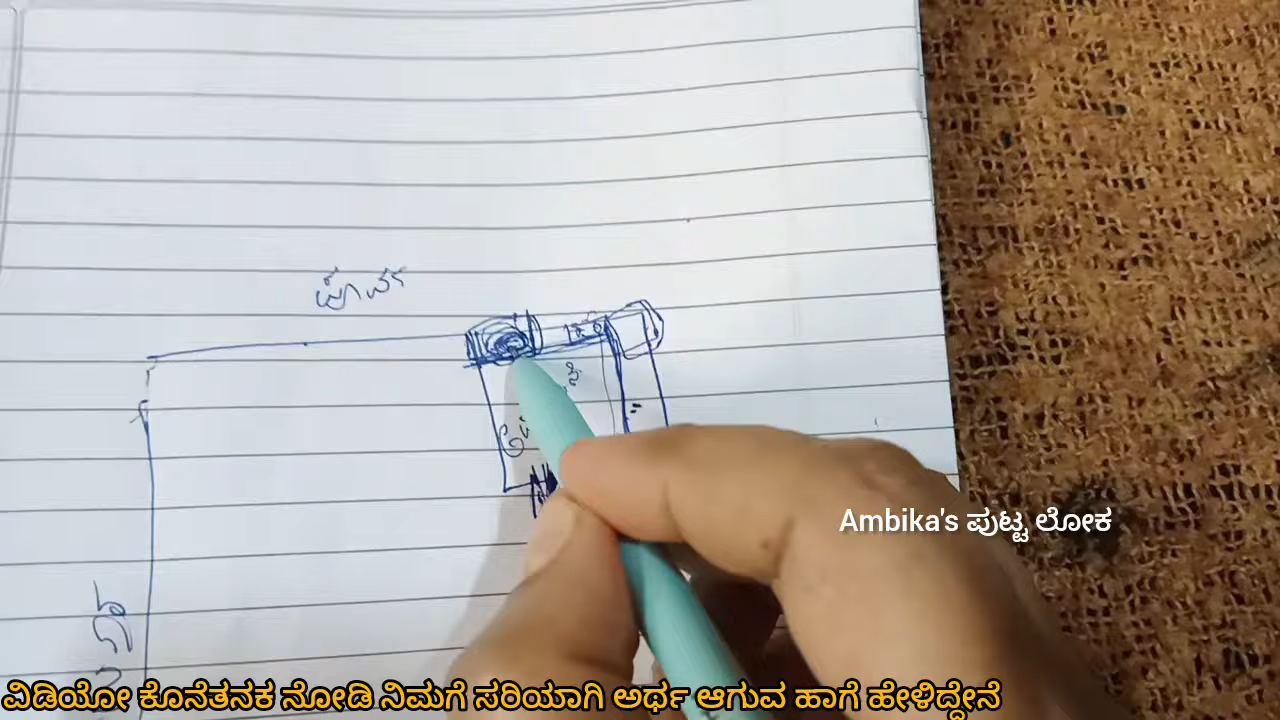 ಪೂರ್ವ
Ambika's ಪುಟ್ಟ ಲೋಕ
ವಿಡಿಯೋ ಕೊನೆತನಕ ನೋಡಿ ನಿಮಗೆ ಸರಿಯಾಗಿ ಅರ್ಥ ಆಗುವ ಹಾಗೆ ಹೇಳಿದ್ದೇನೆ